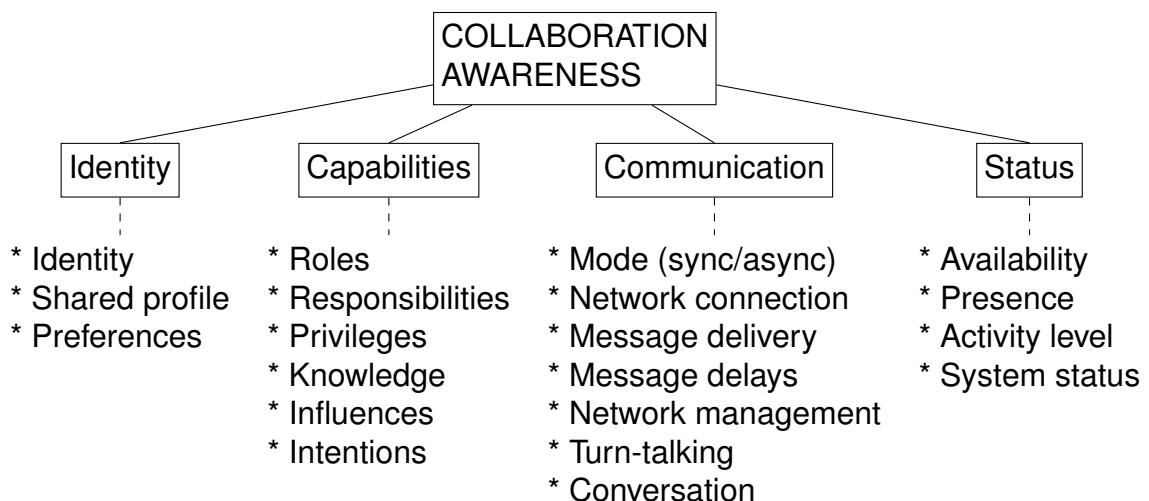 COLLABORATION
AWARENESS
Identity
Capabilities
Communication
Status
* Identity
* Shared profile
* Preferences
* Roles
* Responsibilities
* Privileges
* Knowledge
* Influences
* Intentions
* Mode (sync/async)
* Network connection
* Message delivery
* Message delays
* Network management
* Turn-talking
* Conversation
* Availability
* Presence
* Activity level
* System status